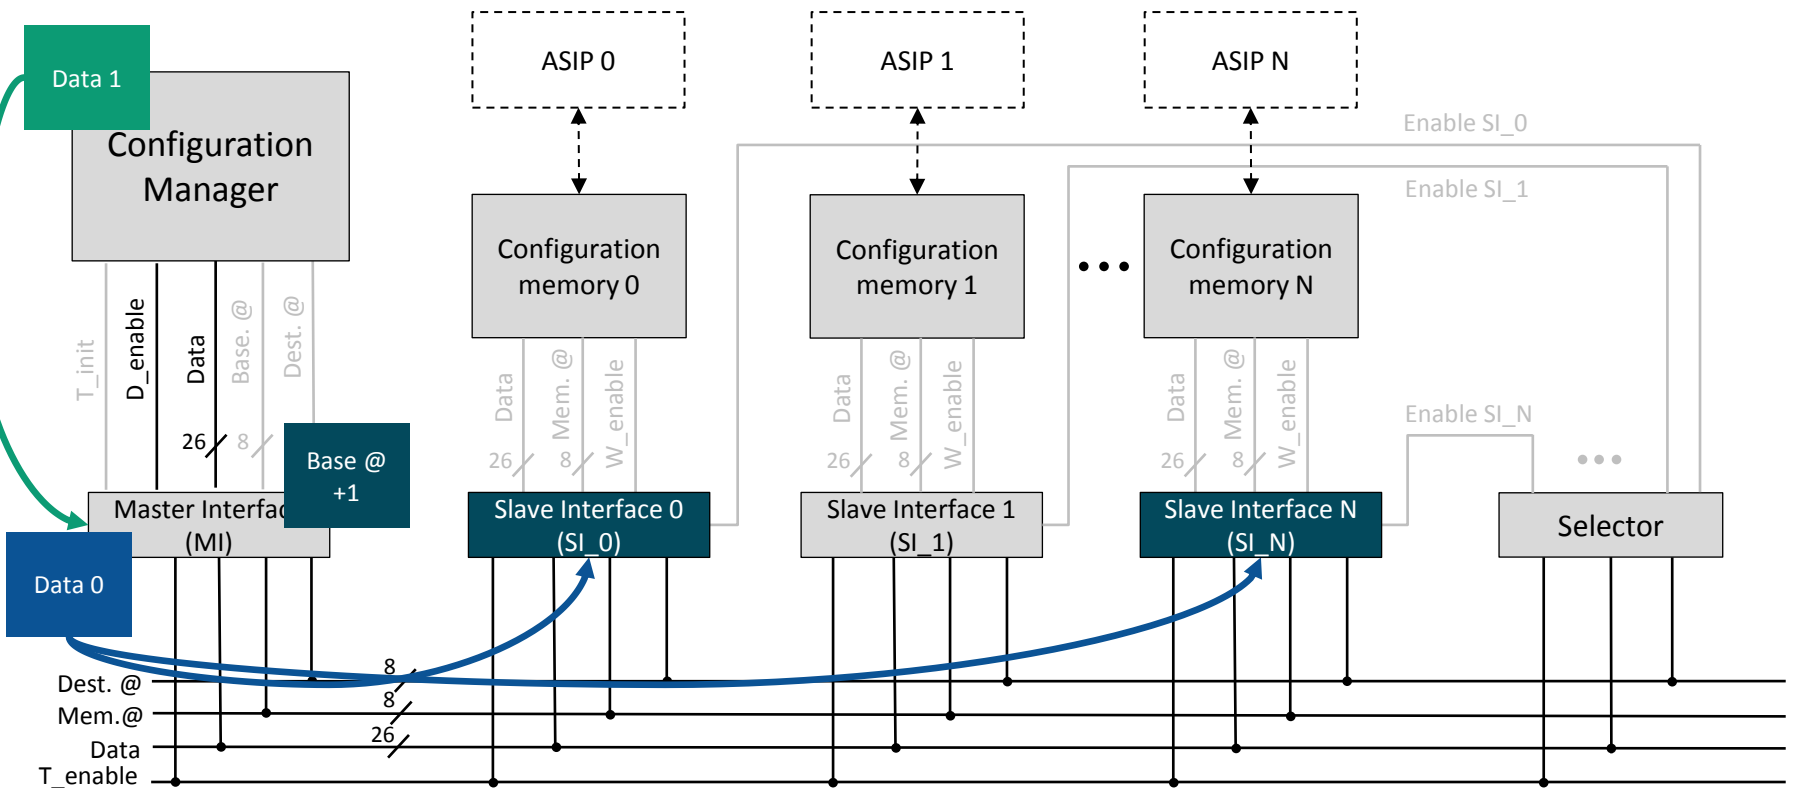 Data 1
Configuration
Manager
ASIP 0
ASIP 1
ASIP N
Enable SI_0
Enable SI_1
Configuration
memory 0
Configuration
memory 1
Configuration
memory N
T_init
D_enable
Data
Base. @
Dest. @
26
8
Data
Mem. @
W_enable
26
8
Data
Mem. @
W_enable
26
8
Data
Mem. @
W_enable
26
8
Enable SI_N
Base @
+1
Master Interfac
(MI)
Slave Interface 0
(SI_0)
Slave Interface 1
(SI_1)
Slave Interface N
(SI_N)
Selector
Data 0
Dest. @
8
Mem.@
8
Data
26
T_enable